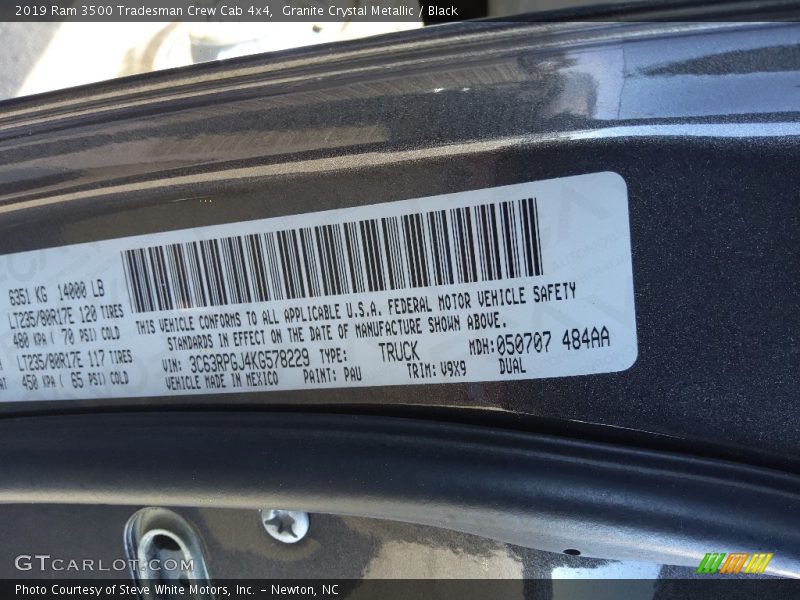 2019 Ram 3500 Tradesman Crew Cab 4x4, Granite Crystal Metallic / Black
6351 KG 14000 LB
LT235/80R17E 120 TIRES
480 KPA ( 70 PSI) COLD
LT235/80R17E 117 TIRES
450 KPA ( 65 PSI) COLD
THIS VEHICLE CONFORMS TO ALL APPLICABLE U.S.A. FEDERAL MOTOR VEHICLE SAFETY
STANDARDS IN EFFECT ON THE DATE OF MANUFACTURE SHOWN ABOVE.
VIN: 3C63RPGJ4KG578229 TYPE: TRUCK MDH: 050707 484AA
VEHICLE MADE IN MEXICO PAINT: PAU TRIM: V9X9 DUAL
GTCARLOT.COM
Photo Courtesy of Steve White Motors, Inc. – Newton, NC